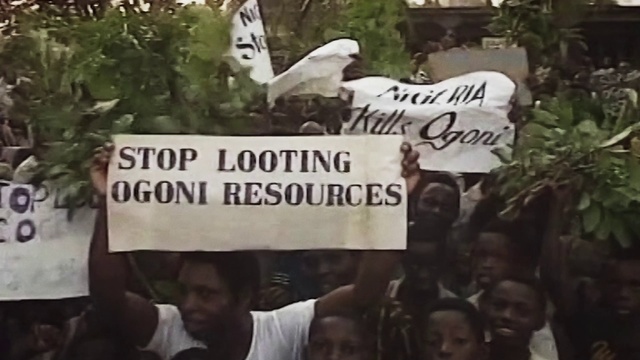 STOP LOOTING
OGONI RESOURCES
NIGERIA
Kills Ogoni